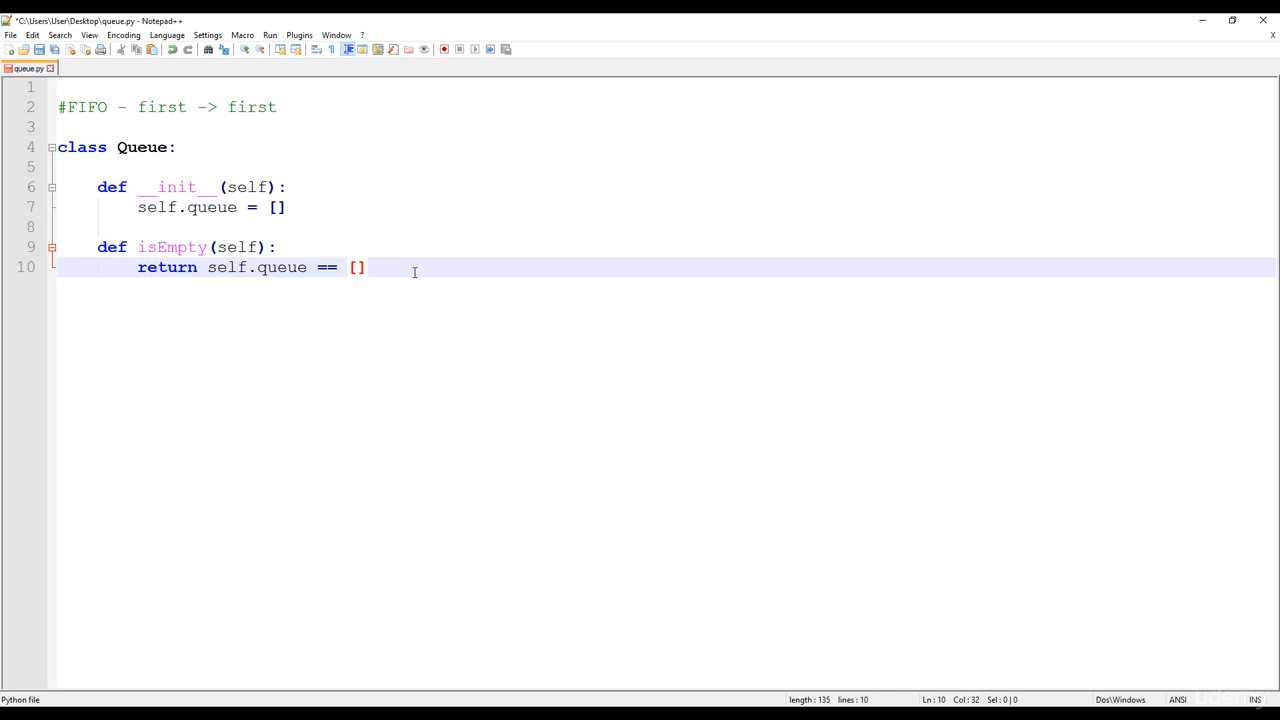 *C:\Users\User\Desktop\queue.py - Notepad++
File Edit Search View Encoding Language Settings Macro Run Plugins Window ? X
queue.py
1
2 #FIFO - first -> first
3
4 class Queue:
5
6 def __init__(self):
7 self.queue = []
8
9 def isEmpty(self):
10 return self.queue == []
Python file length : 135 lines : 10 Ln : 10 Col : 32 Sel : 0 | 0 Dos\Windows ANSI INS
udemy